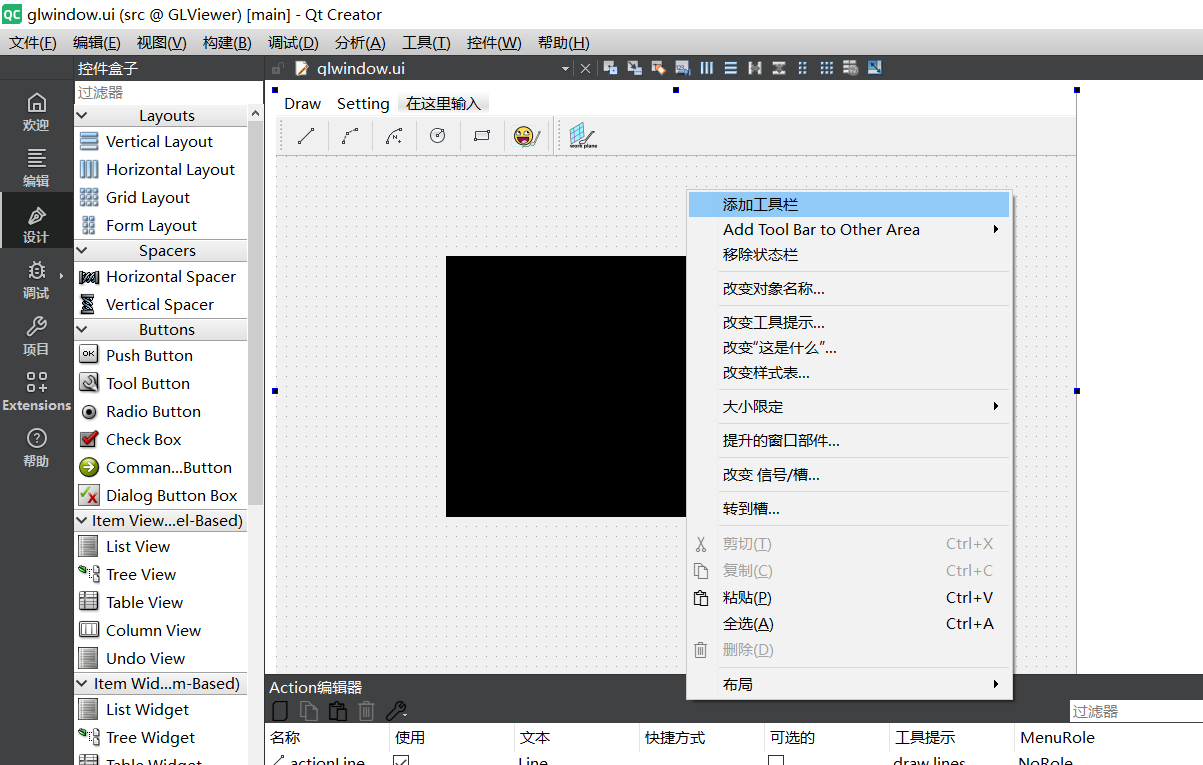 QC glwindow.ui (src @ GLViewer) [main] - Qt Creator
文件(F) 编辑(E) 视图(V) 构建(B) 调试(D) 分析(A) 工具(T) 控件(W) 帮助(H)
控件盒子
glwindow.ui
过滤器
欢迎
编辑
设计
调试
项目
Extensions
帮助
Layouts
Vertical Layout
Horizontal Layout
Grid Layout
Form Layout
Spacers
Horizontal Spacer
Vertical Spacer
Buttons
OK Push Button
Tool Button
Radio Button
Check Box
Comman...Button
Dialog Button Box
Item View...el-Based)
List View
Tree View
Table View
Column View
Undo View
Item Wid...m-Based)
List Widget
Tree Widget
Table Widget
Draw Setting 在这里输入
work plane
添加工具栏
Add Tool Bar to Other Area
移除状态栏
改变对象名称...
改变工具提示...
改变“这是什么”...
改变样式表...
大小限定
提升的窗口部件...
改变 信号/槽...
转到槽...
剪切(T) Ctrl+X
复制(C) Ctrl+C
粘贴(P) Ctrl+V
全选(A) Ctrl+A
删除(D)
布局
Action编辑器
过滤器
名称 使用 文本 快捷方式 可选的 工具提示 MenuRole
actionLine Line draw lines NoRole